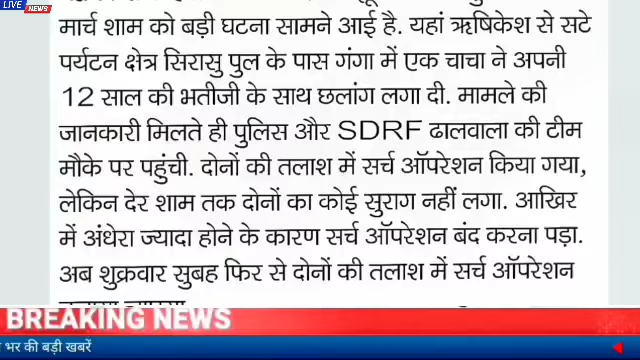 LIVE
NEWS
मार्च शाम को बड़ी घटना सामने आई है. यहां ऋषिकेश से सटे
पर्यटन क्षेत्र सिरासु पुल के पास गंगा में एक चाचा ने अपनी
12 साल की भतीजी के साथ छलांग लगा दी. मामले की
जानकारी मिलते ही पुलिस और SDRF ढालवाला की टीम
मौके पर पहुंची. दोनों की तलाश में सर्च ऑपरेशन किया गया,
लेकिन देर शाम तक दोनों का कोई सुराग नहीं लगा. आखिर
में अंधेरा ज्यादा होने के कारण सर्च ऑपरेशन बंद करना पड़ा.
अब शुक्रवार सुबह फिर से दोनों की तलाश में सर्च ऑपरेशन
BREAKING NEWS
भर की बड़ी खबरें